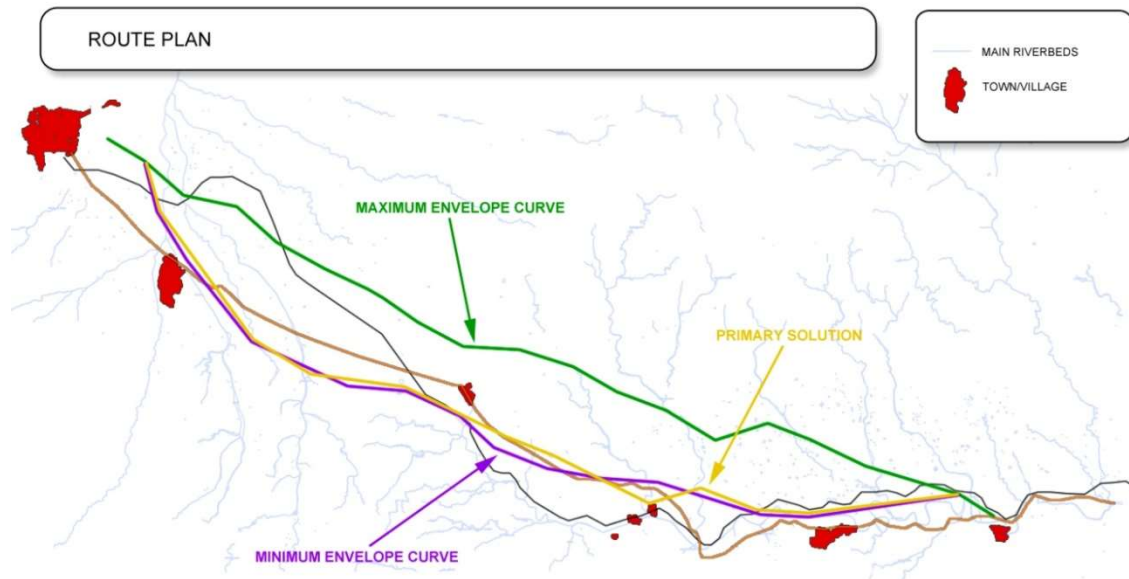 ROUTE PLAN
MAIN RIVERBEDS
TOWN/VILLAGE
MAXIMUM ENVELOPE CURVE
PRIMARY SOLUTION
MINIMUM ENVELOPE CURVE